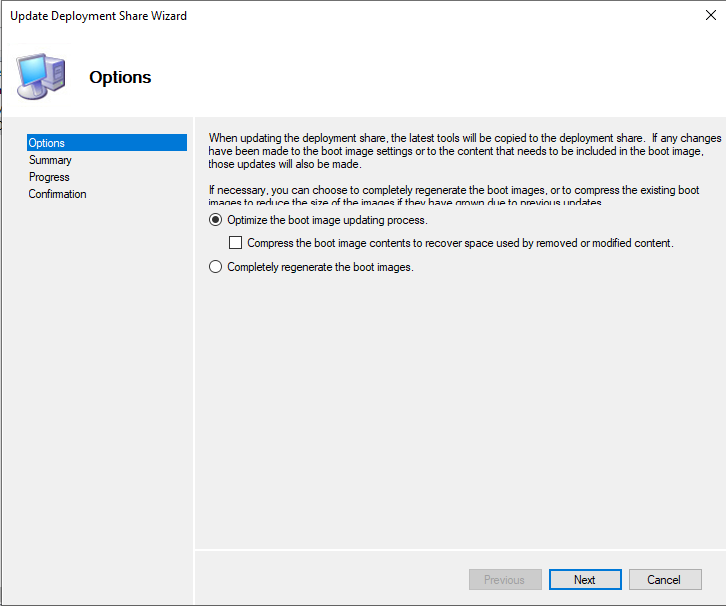 Update Deployment Share Wizard
Options
Options
Summary
Progress
Confirmation
When updating the deployment share, the latest tools will be copied to the deployment share.  If any changes
have been made to the boot image settings or to the content that needs to be included in the boot image,
those updates will also be made.
If necessary, you can choose to completely regenerate the boot images, or to compress the existing boot
images to reduce the size of the images if they have grown due to previous updates.
Optimize the boot image updating process.
Compress the boot image contents to recover space used by removed or modified content.
Completely regenerate the boot images.
Previous
Next
Cancel